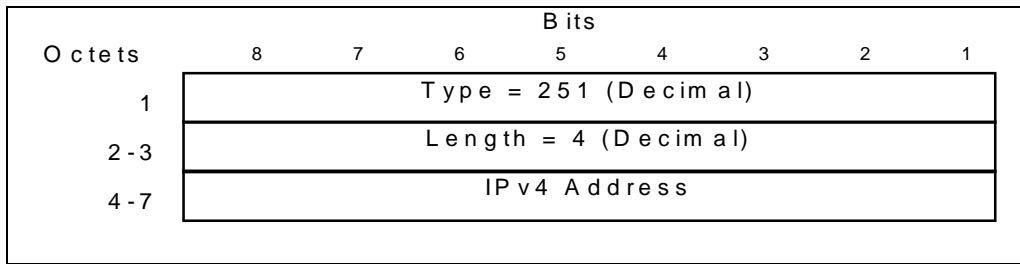 Bits
Octets 8 7 6 5 4 3 2 1
1 Type = 251 (Decimal)
2-3 Length = 4 (Decimal)
4-7 IPv4 Address